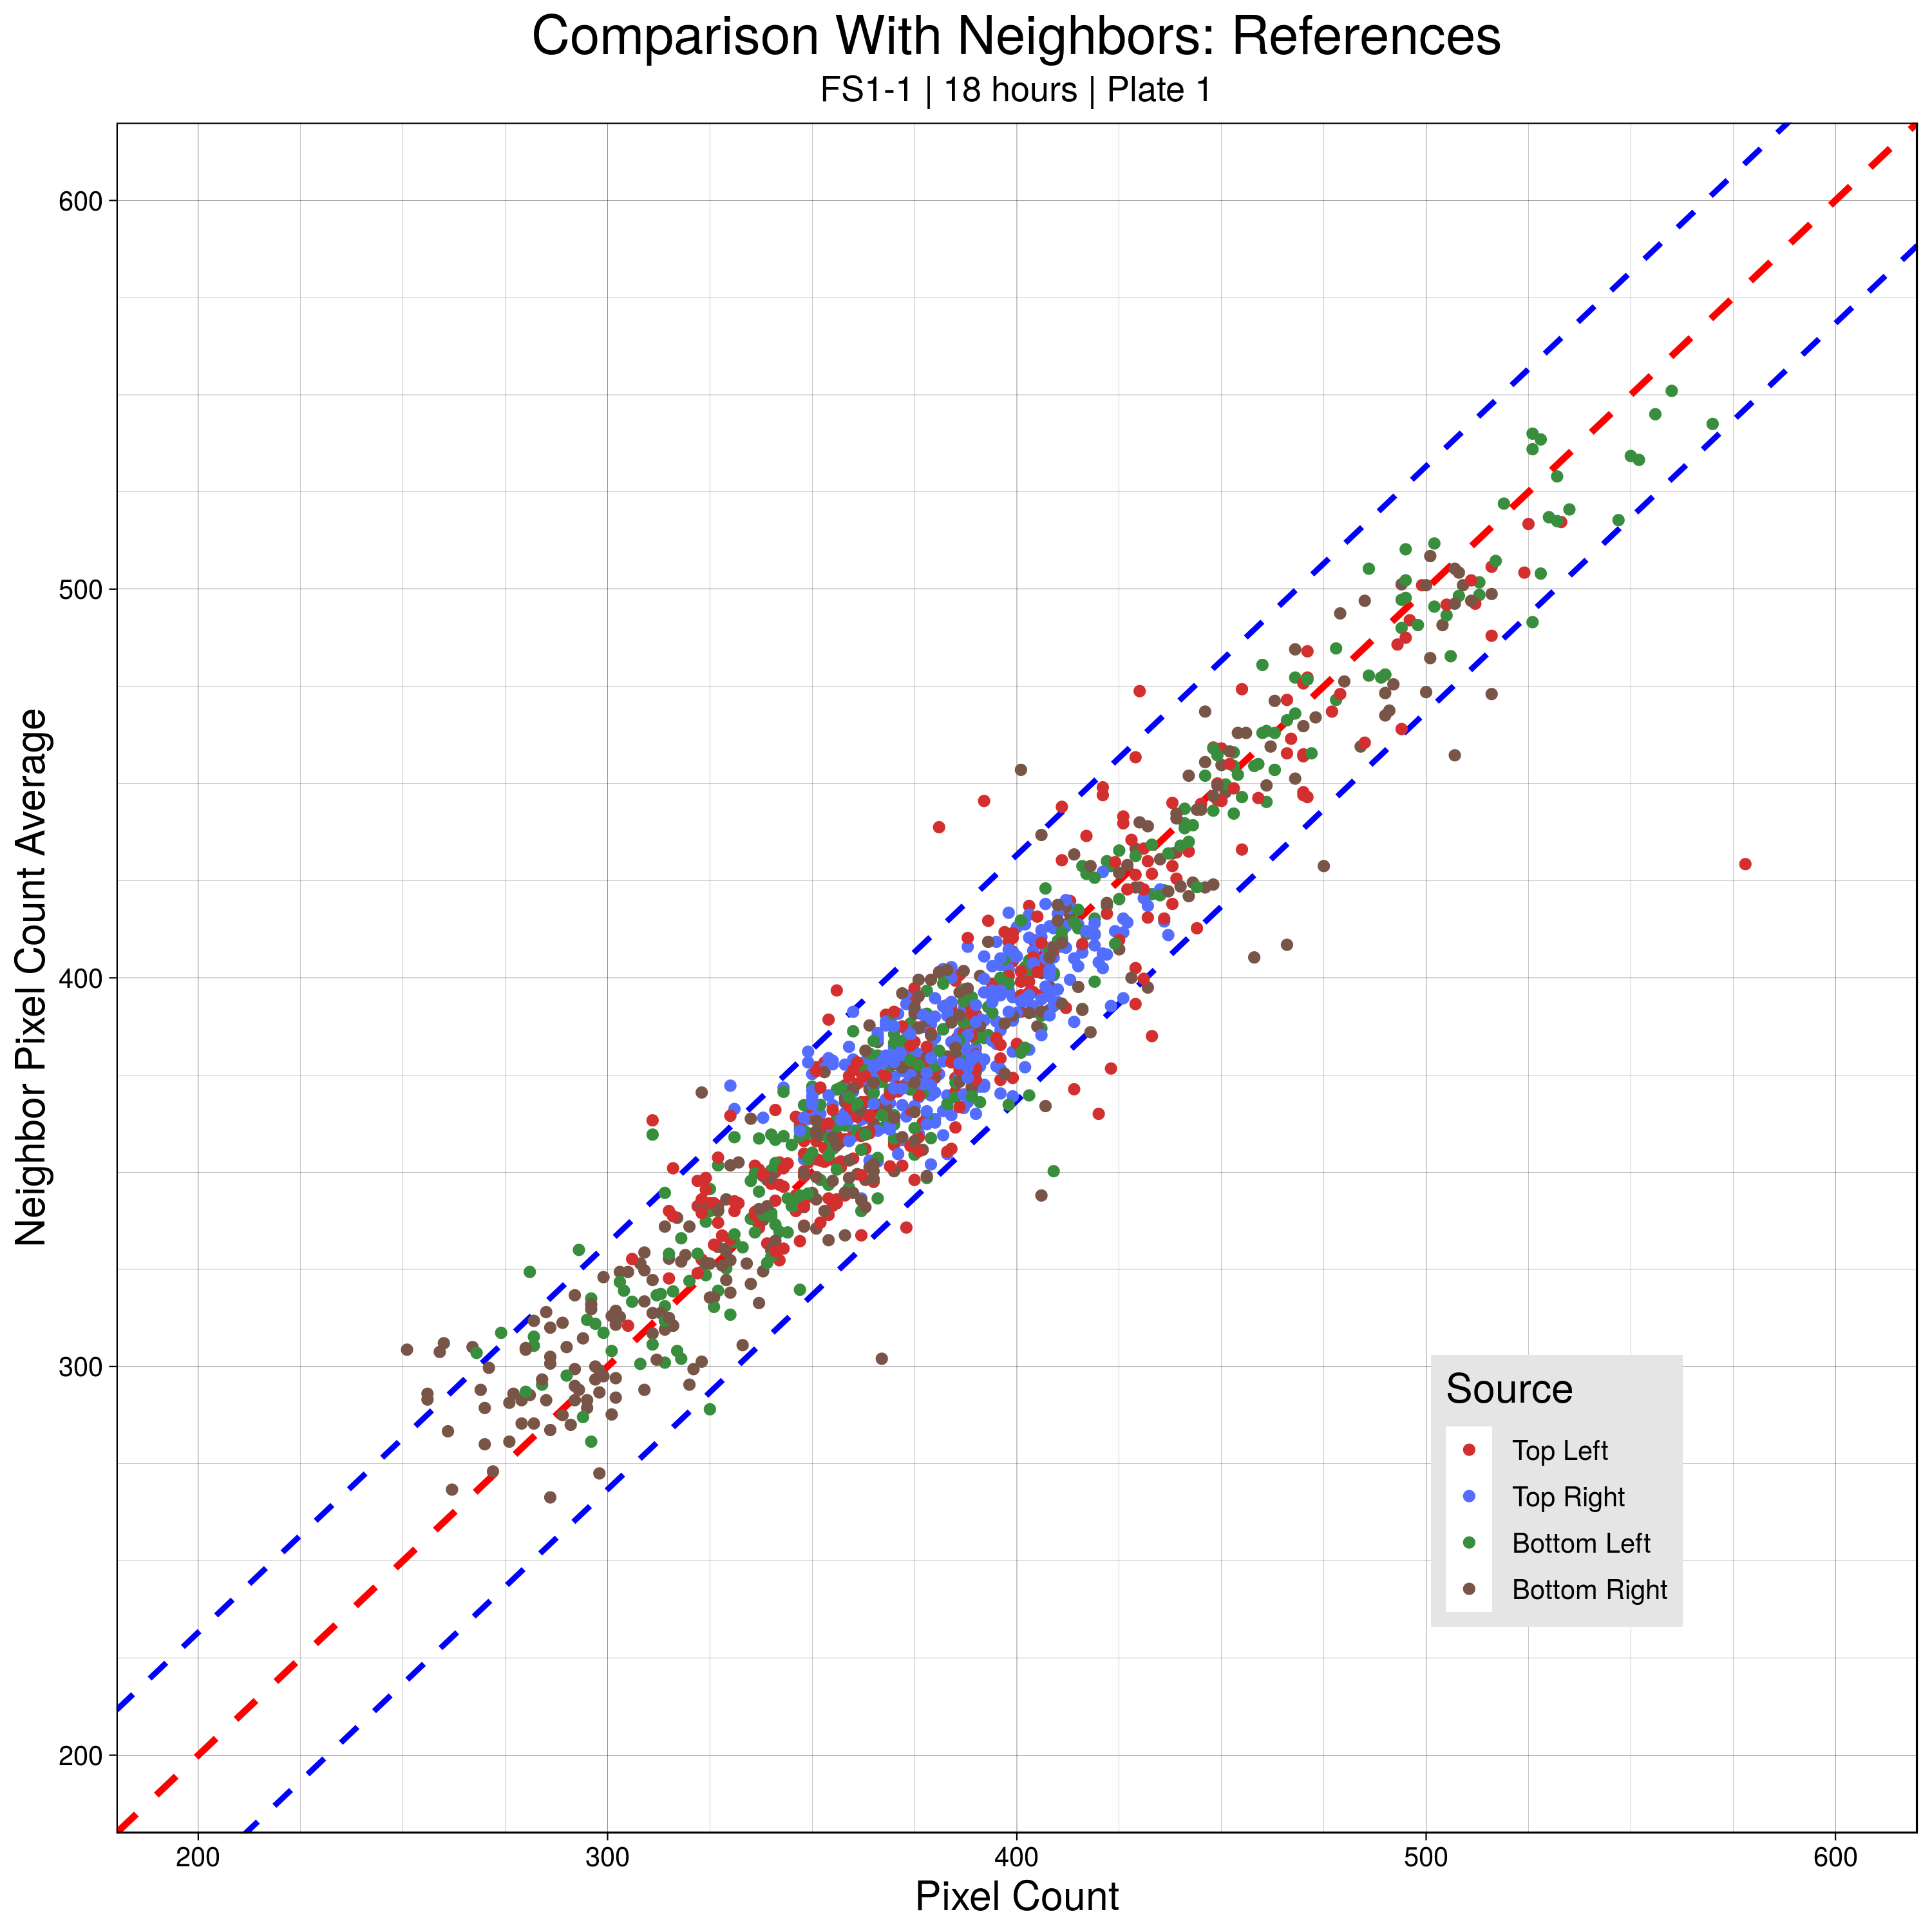 Comparison With Neighbors: References
FS1-1 | 18 hours | Plate 1
Neighbor Pixel Count Average
600
500
400
300
200
Source
Top Left
Top Right
Bottom Left
Bottom Right
200
300
400
500
600
Pixel Count